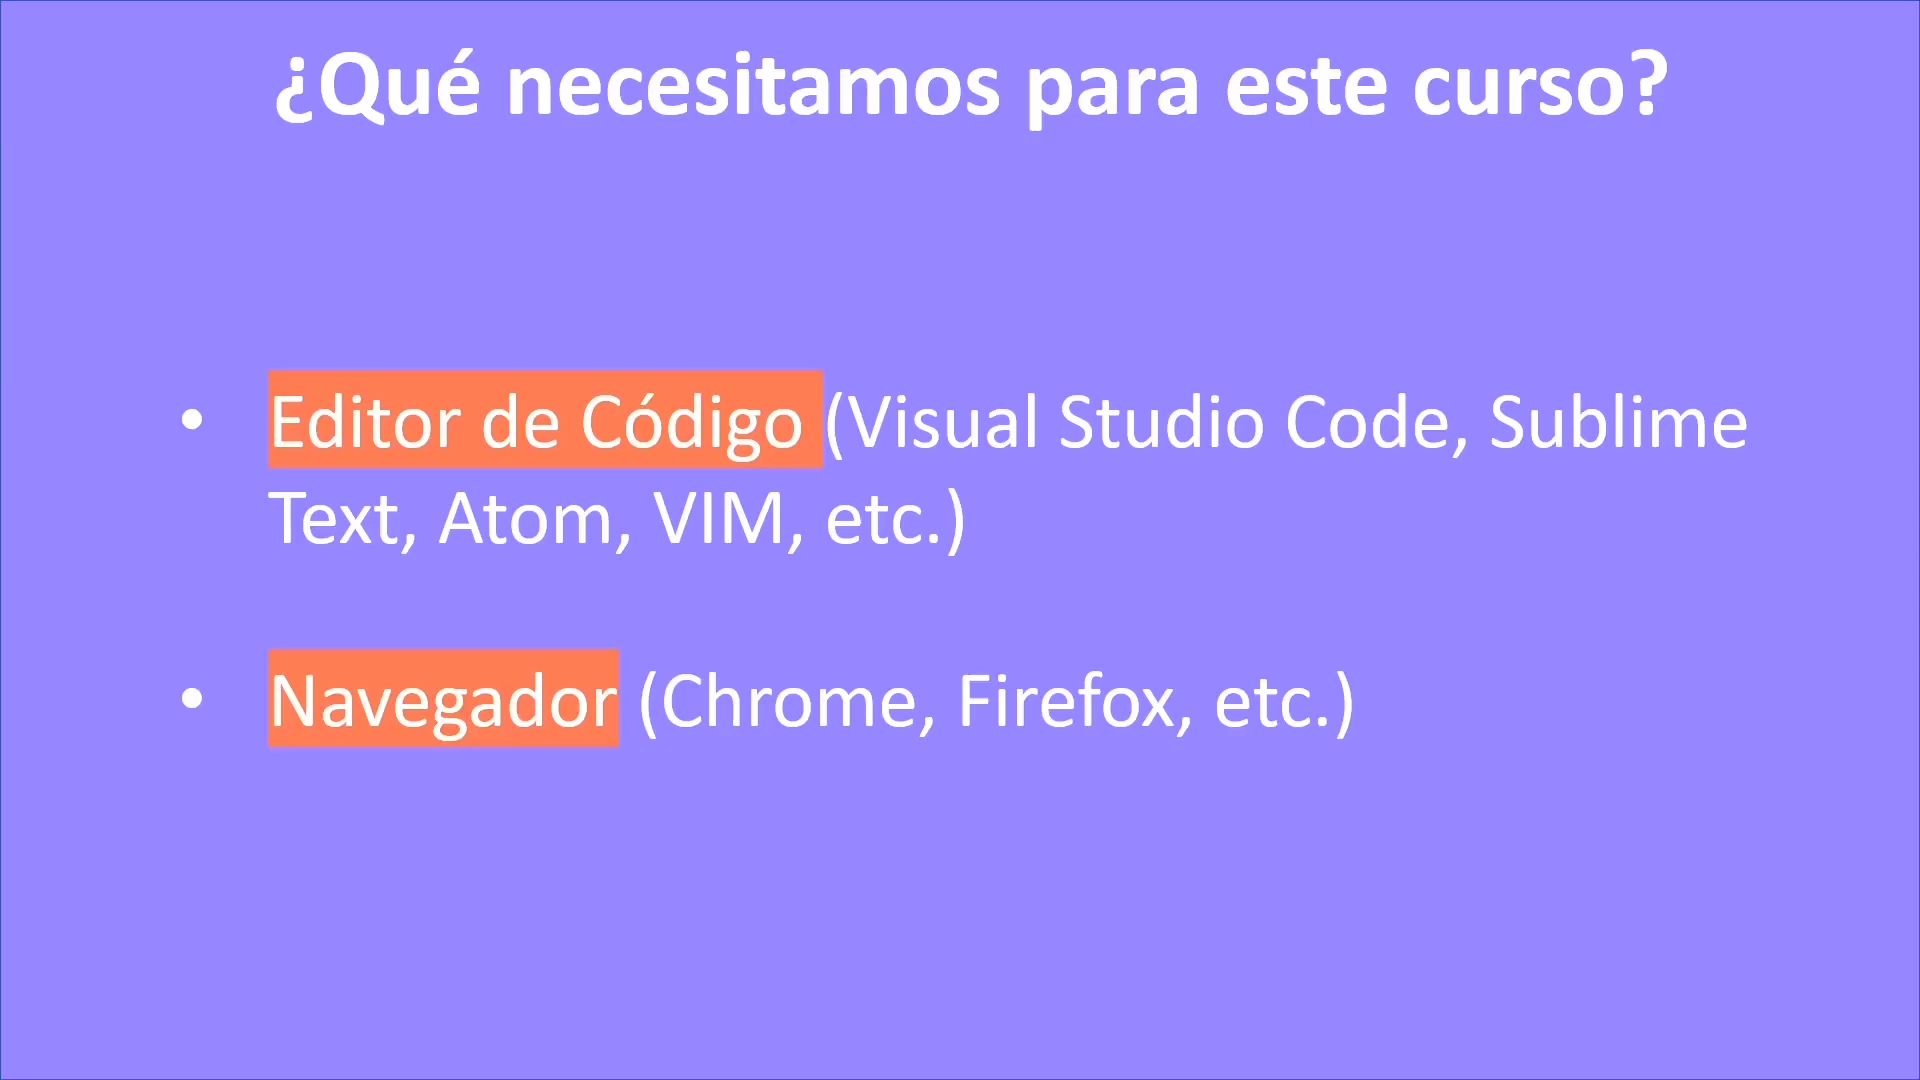 ¿Qué necesitamos para este curso?
• Editor de Código (Visual Studio Code, Sublime
Text, Atom, VIM, etc.)
• Navegador (Chrome, Firefox, etc.)